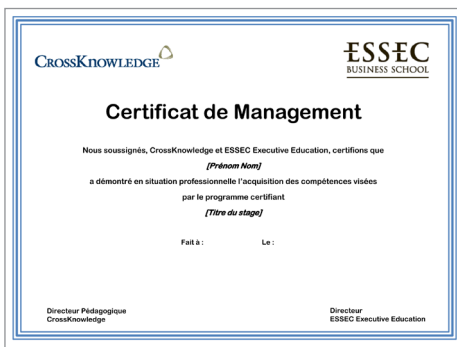 CROSSKNOWLEDGE
ESSEC
BUSINESS SCHOOL
Certificat de Management
Nous soussignés, CrossKnowledge et ESSEC Executive Education, certifions que
[Prénom Nom]
a démontré en situation professionnelle l'acquisition des compétences visées
par le programme certifiant
[Titre du stage]
Fait à : Le :
Directeur Pédagogique
CrossKnowledge
Directeur
ESSEC Executive Education